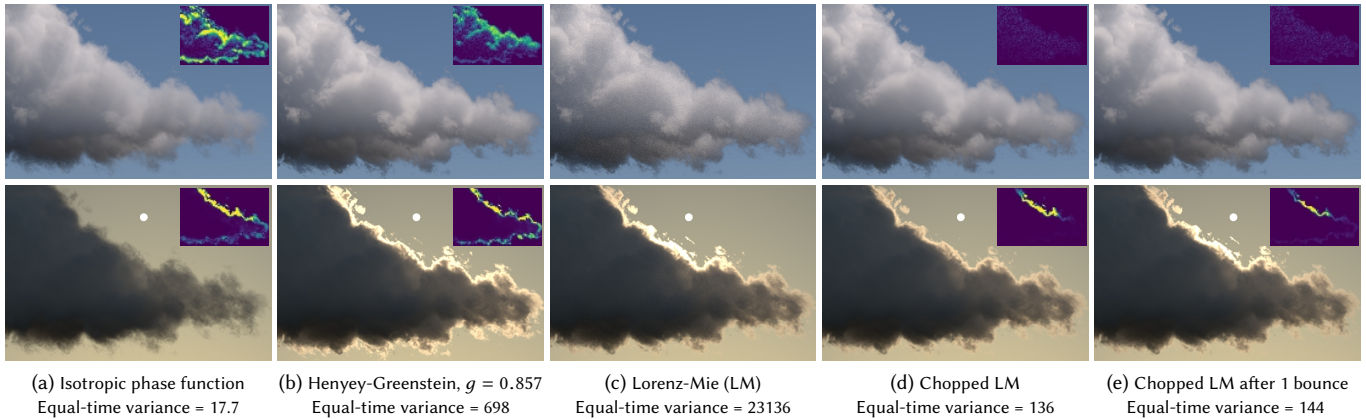 (a) Isotropic phase function
Equal-time variance = 17.7
(b) Henyey-Greenstein, g = 0.857
Equal-time variance = 698
(c) Lorenz-Mie (LM)
Equal-time variance = 23136
(d) Chopped LM
Equal-time variance = 136
(e) Chopped LM after 1 bounce
Equal-time variance = 144